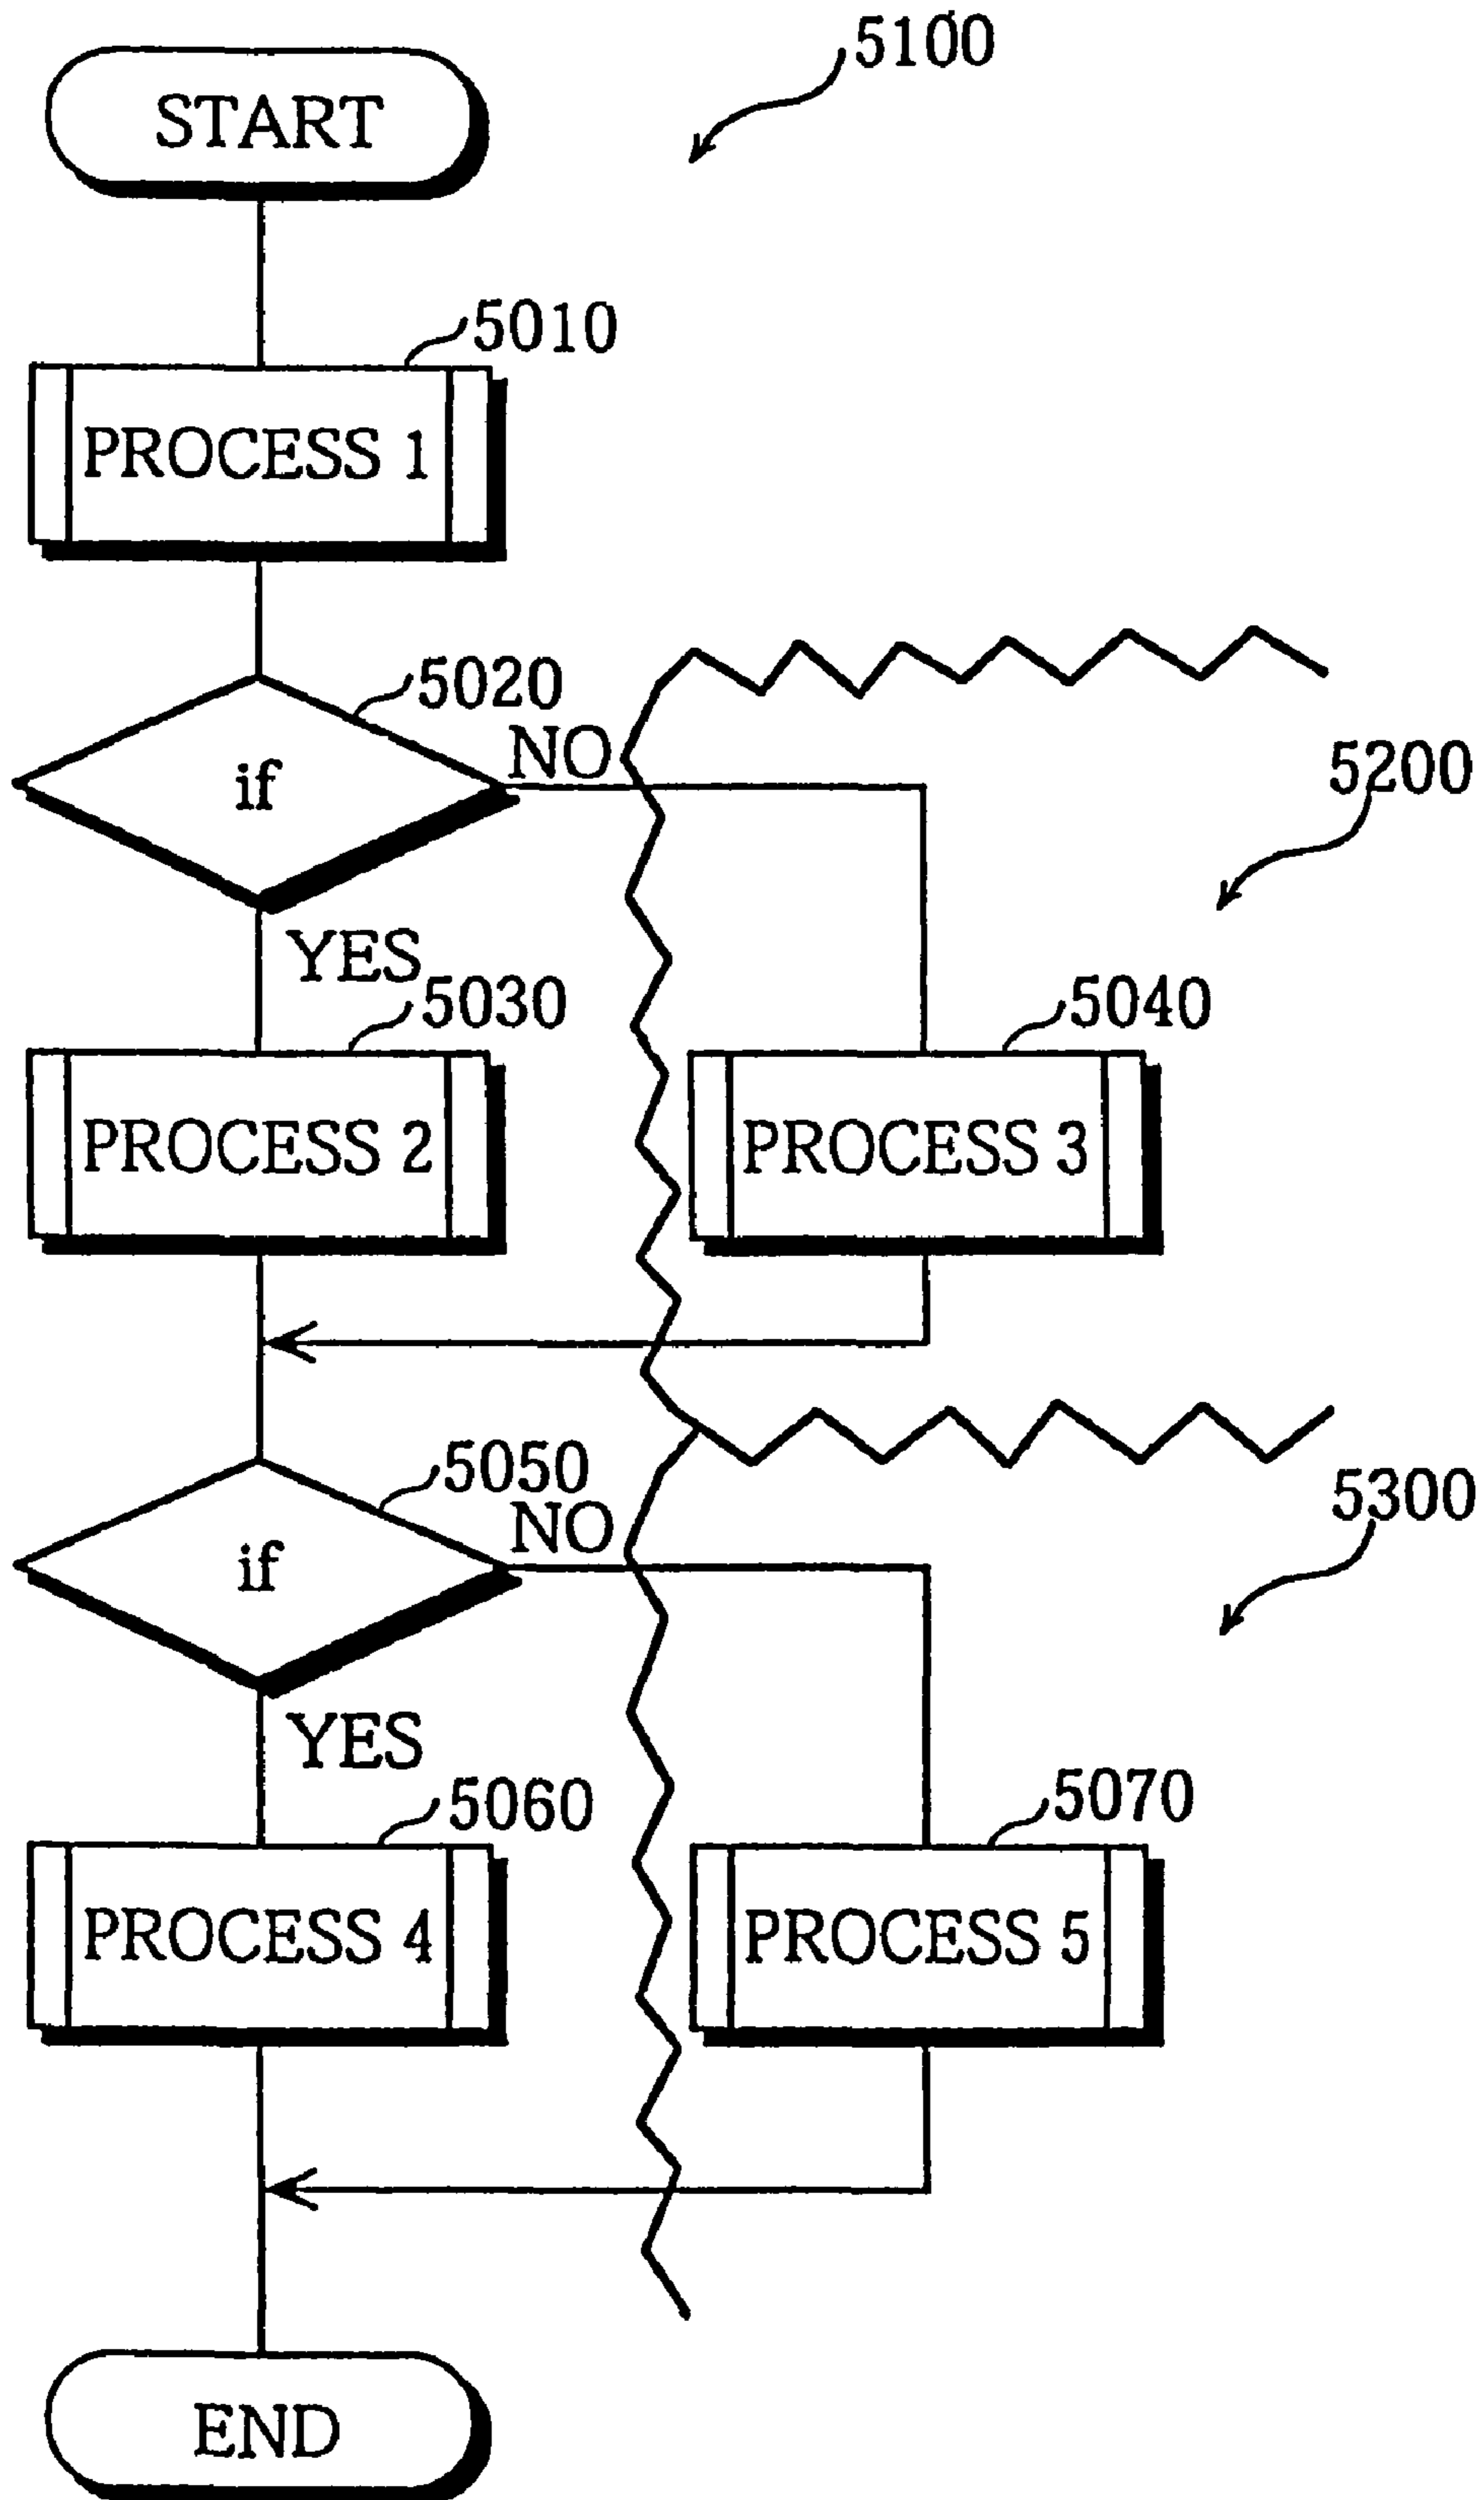 5100
START
5010
PROCESS 1
5020
NO
if
5200
YES
5030
5040
PROCESS 2
PROCESS 3
5050
NO
5300
if
YES
5060
5070
PROCESS 4
PROCESS 5
END